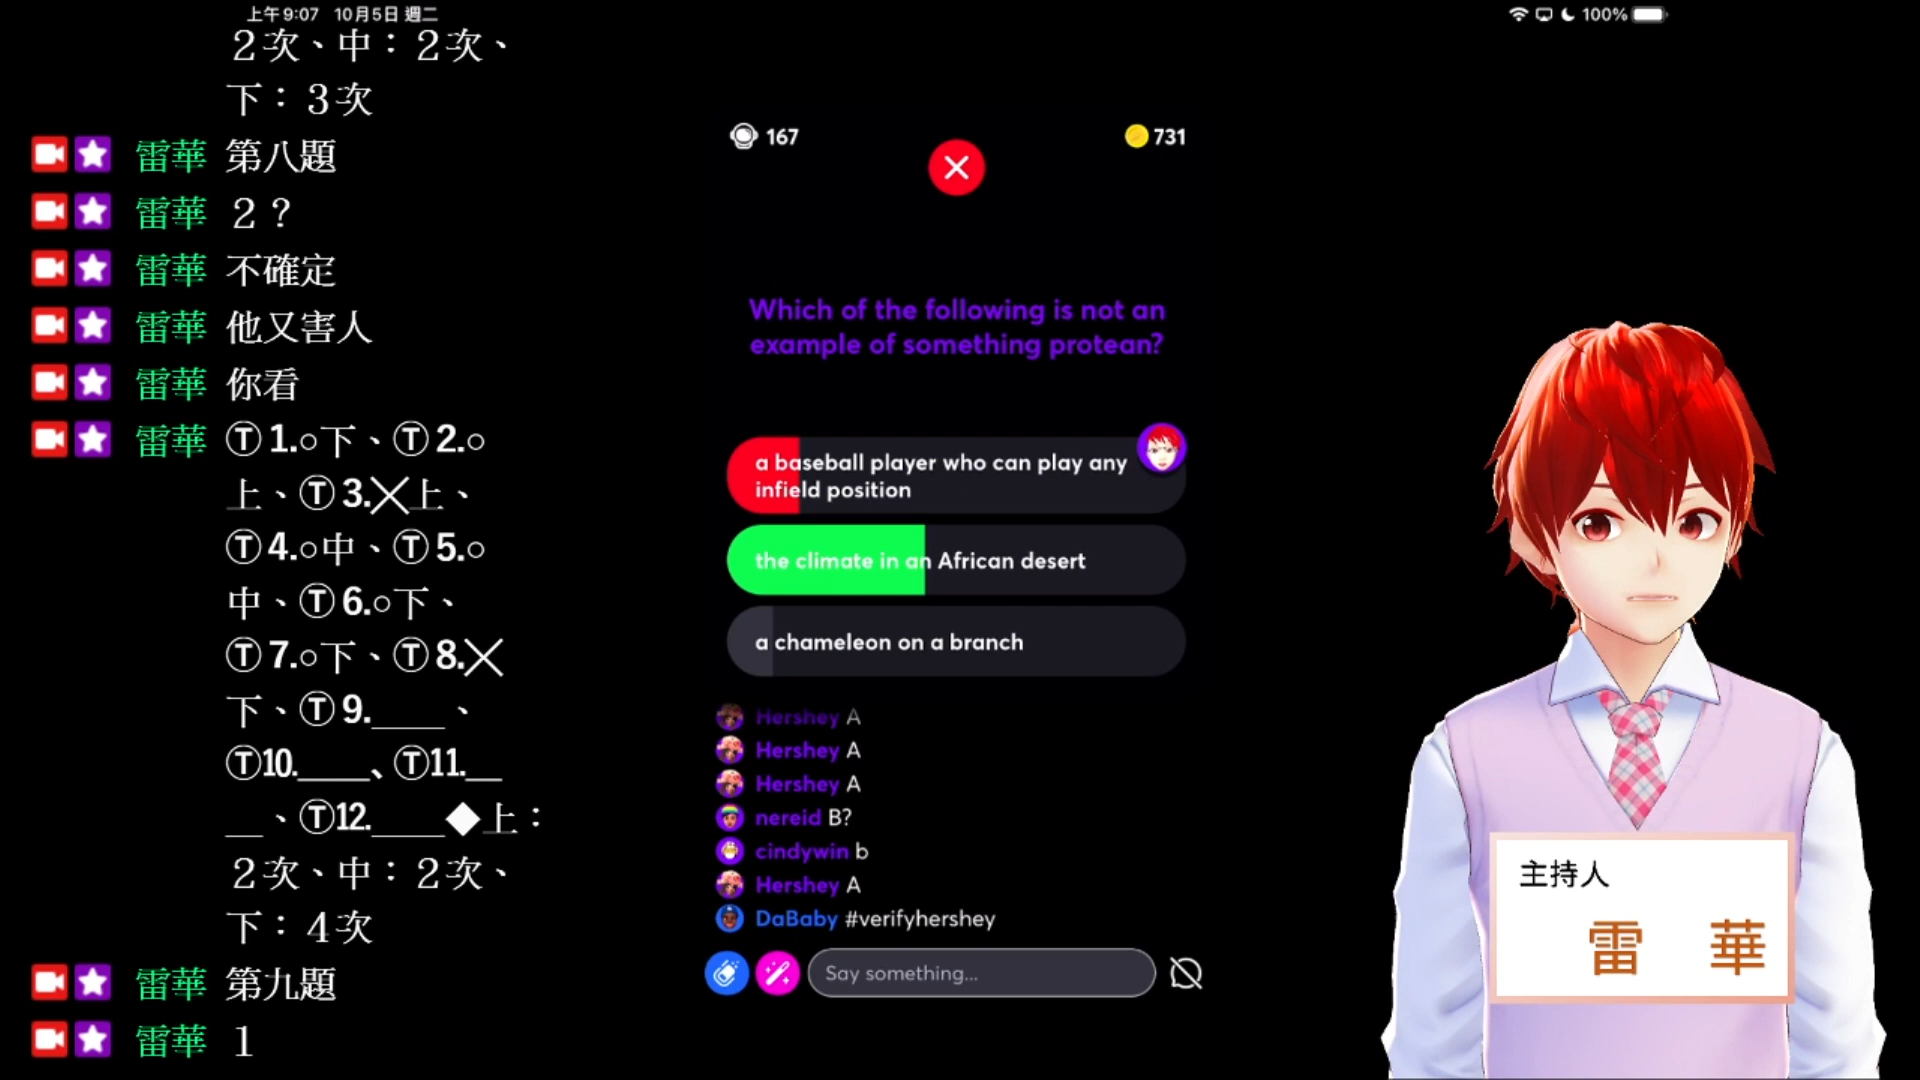 上午9:07 10月5日 週二
100%
２次、中：２次、
下：３次
雷華 第八題
雷華 ２？
雷華 不確定
雷華 他又害人
雷華 你看
雷華 Ⓣ1.○下、Ⓣ2.○
上、Ⓣ3.╳上、
Ⓣ4.○中、Ⓣ5.○
中、Ⓣ6.○下、
Ⓣ7.○下、Ⓣ8.╳
下、Ⓣ9.____、
Ⓣ10.____、Ⓣ11.__
__、Ⓣ12.____◆上：
２次、中：２次、
下：４次
雷華 第九題
雷華 １
167
731
Which of the following is not an
example of something protean?
a baseball player who can play any
infield position
the climate in an African desert
a chameleon on a branch
Hershey A
Hershey A
Hershey A
nereid B?
cindywin b
Hershey A
DaBaby #verifyhershey
Say something...
主持人
雷 華